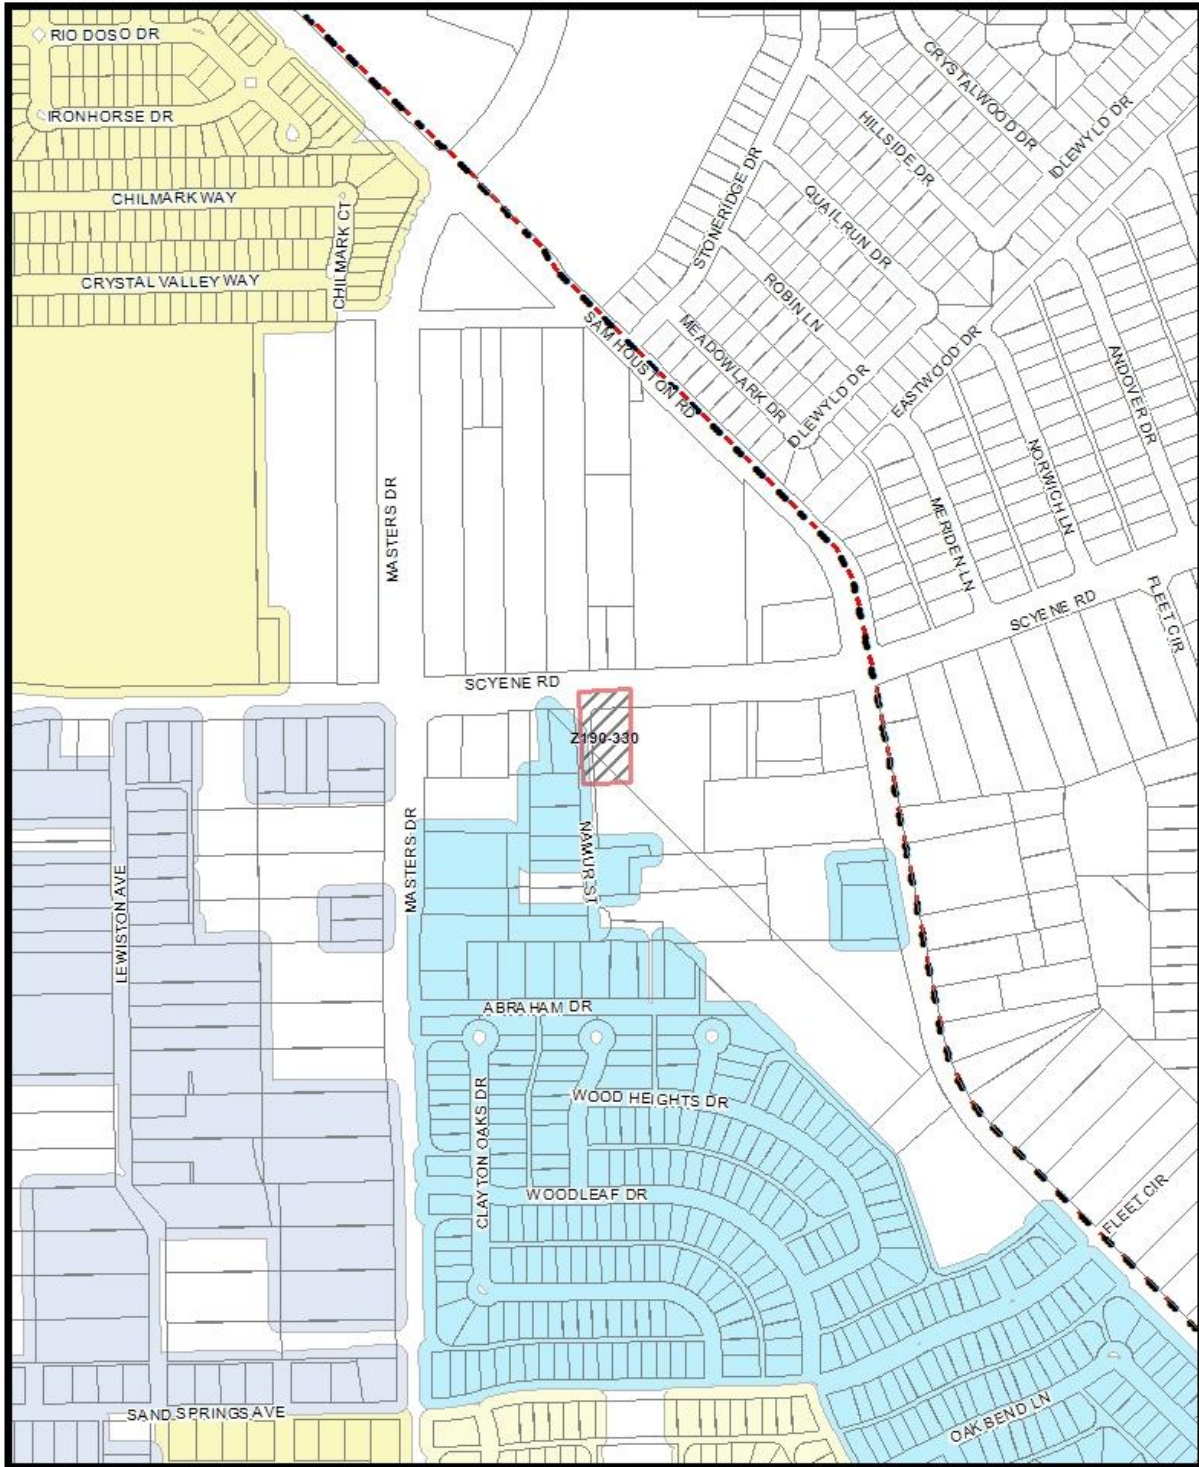 RIO DOSO DR
CRYSTALWOOD DR
IDLEWYLD DR
IRONHORSE DR
HILLSIDE DR
STONERIDGE DR
QUAIL RUN DR
CHILMARK WAY
CHILMARK CT
CRYSTAL VALLEY WAY
ROBIN LN
SAM HOUSTON RD
MEADOWLARK DR
EASTWOOD DR
ANDOVER DR
IDLEWYLD DR
NORWICH LN
MASTERS DR
MERIDEN LN
SCYENE RD
FLEET CIR
SCYENE RD
Z190-330
MASTERS DR
NAMUR ST
LEWISTON AVE
ABRAHAM DR
CLAYTON OAKS DR
WOOD HEIGHTS DR
WOODLEAF DR
FLEET CIR
SAND SPRINGS AVE
OAK BEND LN